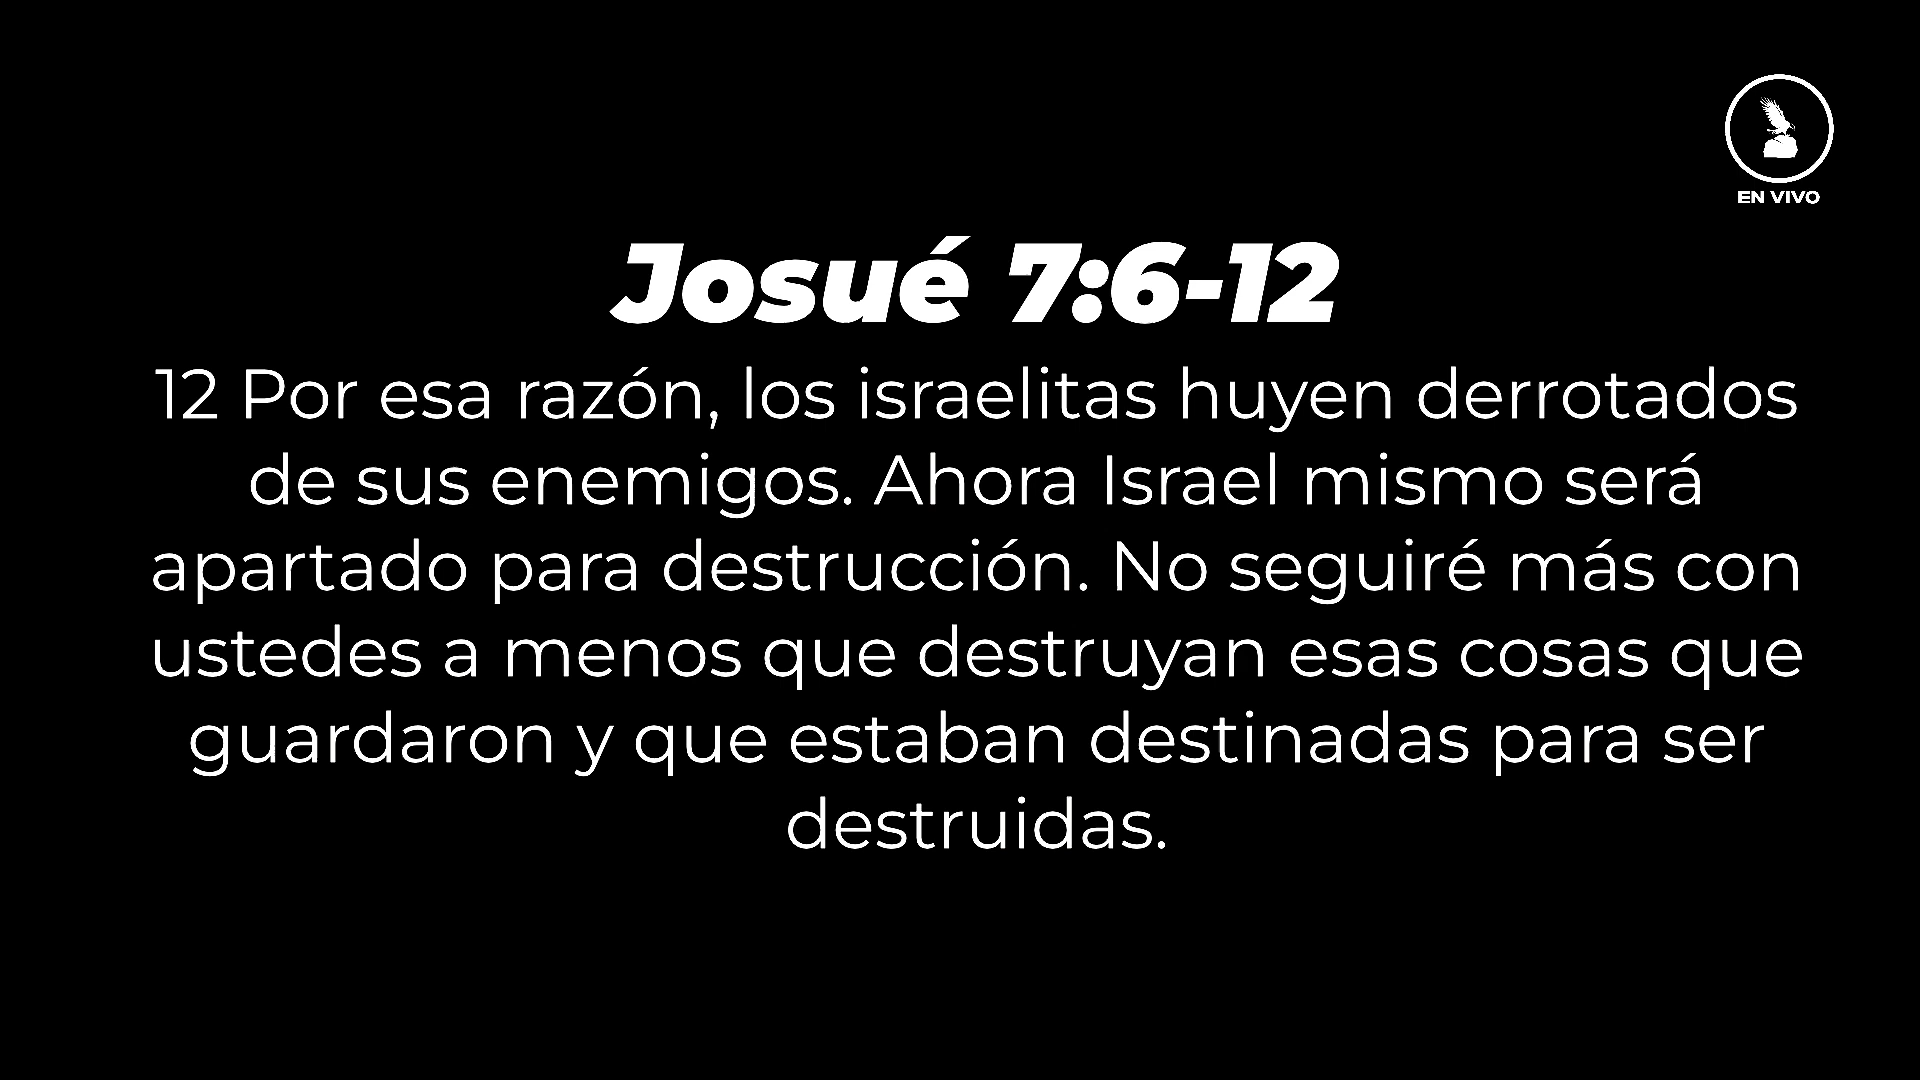 EN VIVO
Josué 7:6-12
12 Por esa razón, los israelitas huyen derrotados
de sus enemigos. Ahora Israel mismo será
apartado para destrucción. No seguiré más con
ustedes a menos que destruyan esas cosas que
guardaron y que estaban destinadas para ser
destruidas.